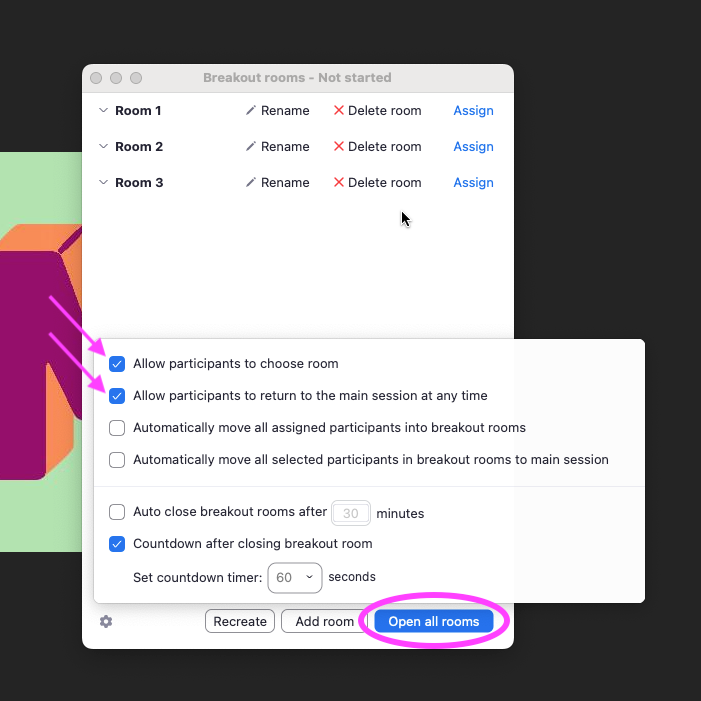 Breakout rooms - Not started
Room 1 Rename Delete room Assign
Room 2 Rename Delete room Assign
Room 3 Rename Delete room Assign
Allow participants to choose room
Allow participants to return to the main session at any time
Automatically move all assigned participants into breakout rooms
Automatically move all selected participants in breakout rooms to main session
Auto close breakout rooms after 30 minutes
Countdown after closing breakout room
Set countdown timer: 60 seconds
Recreate Add room Open all rooms